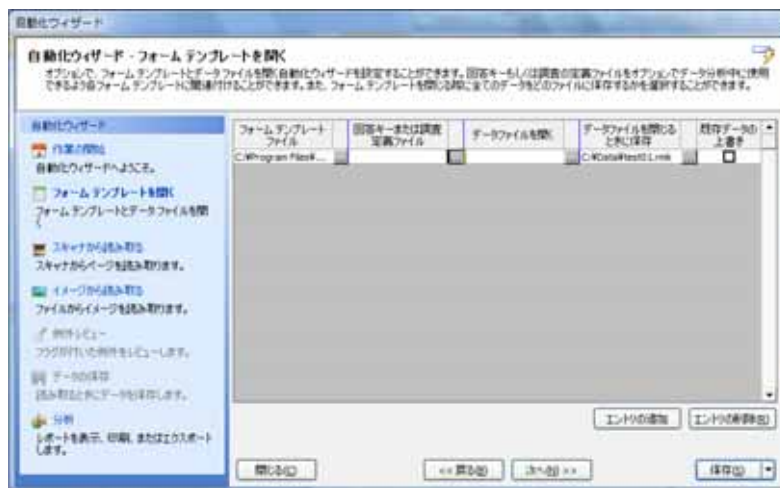 自動化ウィザード
自動化ウィザード - フォーム テンプレートを開く
オプションで、フォーム テンプレートとデータ ファイルを開く自動化ウィザードを設定することができます。回答キーもしくは調査の定義ファイルをオプションでデータ分析中に使用
できるよう各フォーム テンプレートに関連付けることができます。また、フォーム テンプレートを閉じる際に全てのデータをどのファイルに保存するかを選択することができます。
自動化ウィザード
作業の開始
自動化ウィザードへようこそ。
フォーム テンプレートを開く
フォーム テンプレートとデータ ファイルを開
く
スキャナから読み取る
スキャナからページを読み取ります。
イメージから読み取る
ファイルからイメージを読み取ります。
例外レビュー
フラグが付いた例外をレビューします。
データの保存
読み取るときにデータを保存します。
分析
レポートを表示、印刷、またはエクスポート
します。
フォーム テンプレート
ファイル
回答キーまたは調査
定義ファイル
データファイルを開く
データファイルを閉じる
ときに保存
既存データの
上書き
C:¥Program Files¥...
C:¥Data¥test01.rmk
エントリの追加
エントリの削除(R)
閉じる(C)
<< 戻る(B)
次へ(N) >>
保存(S)